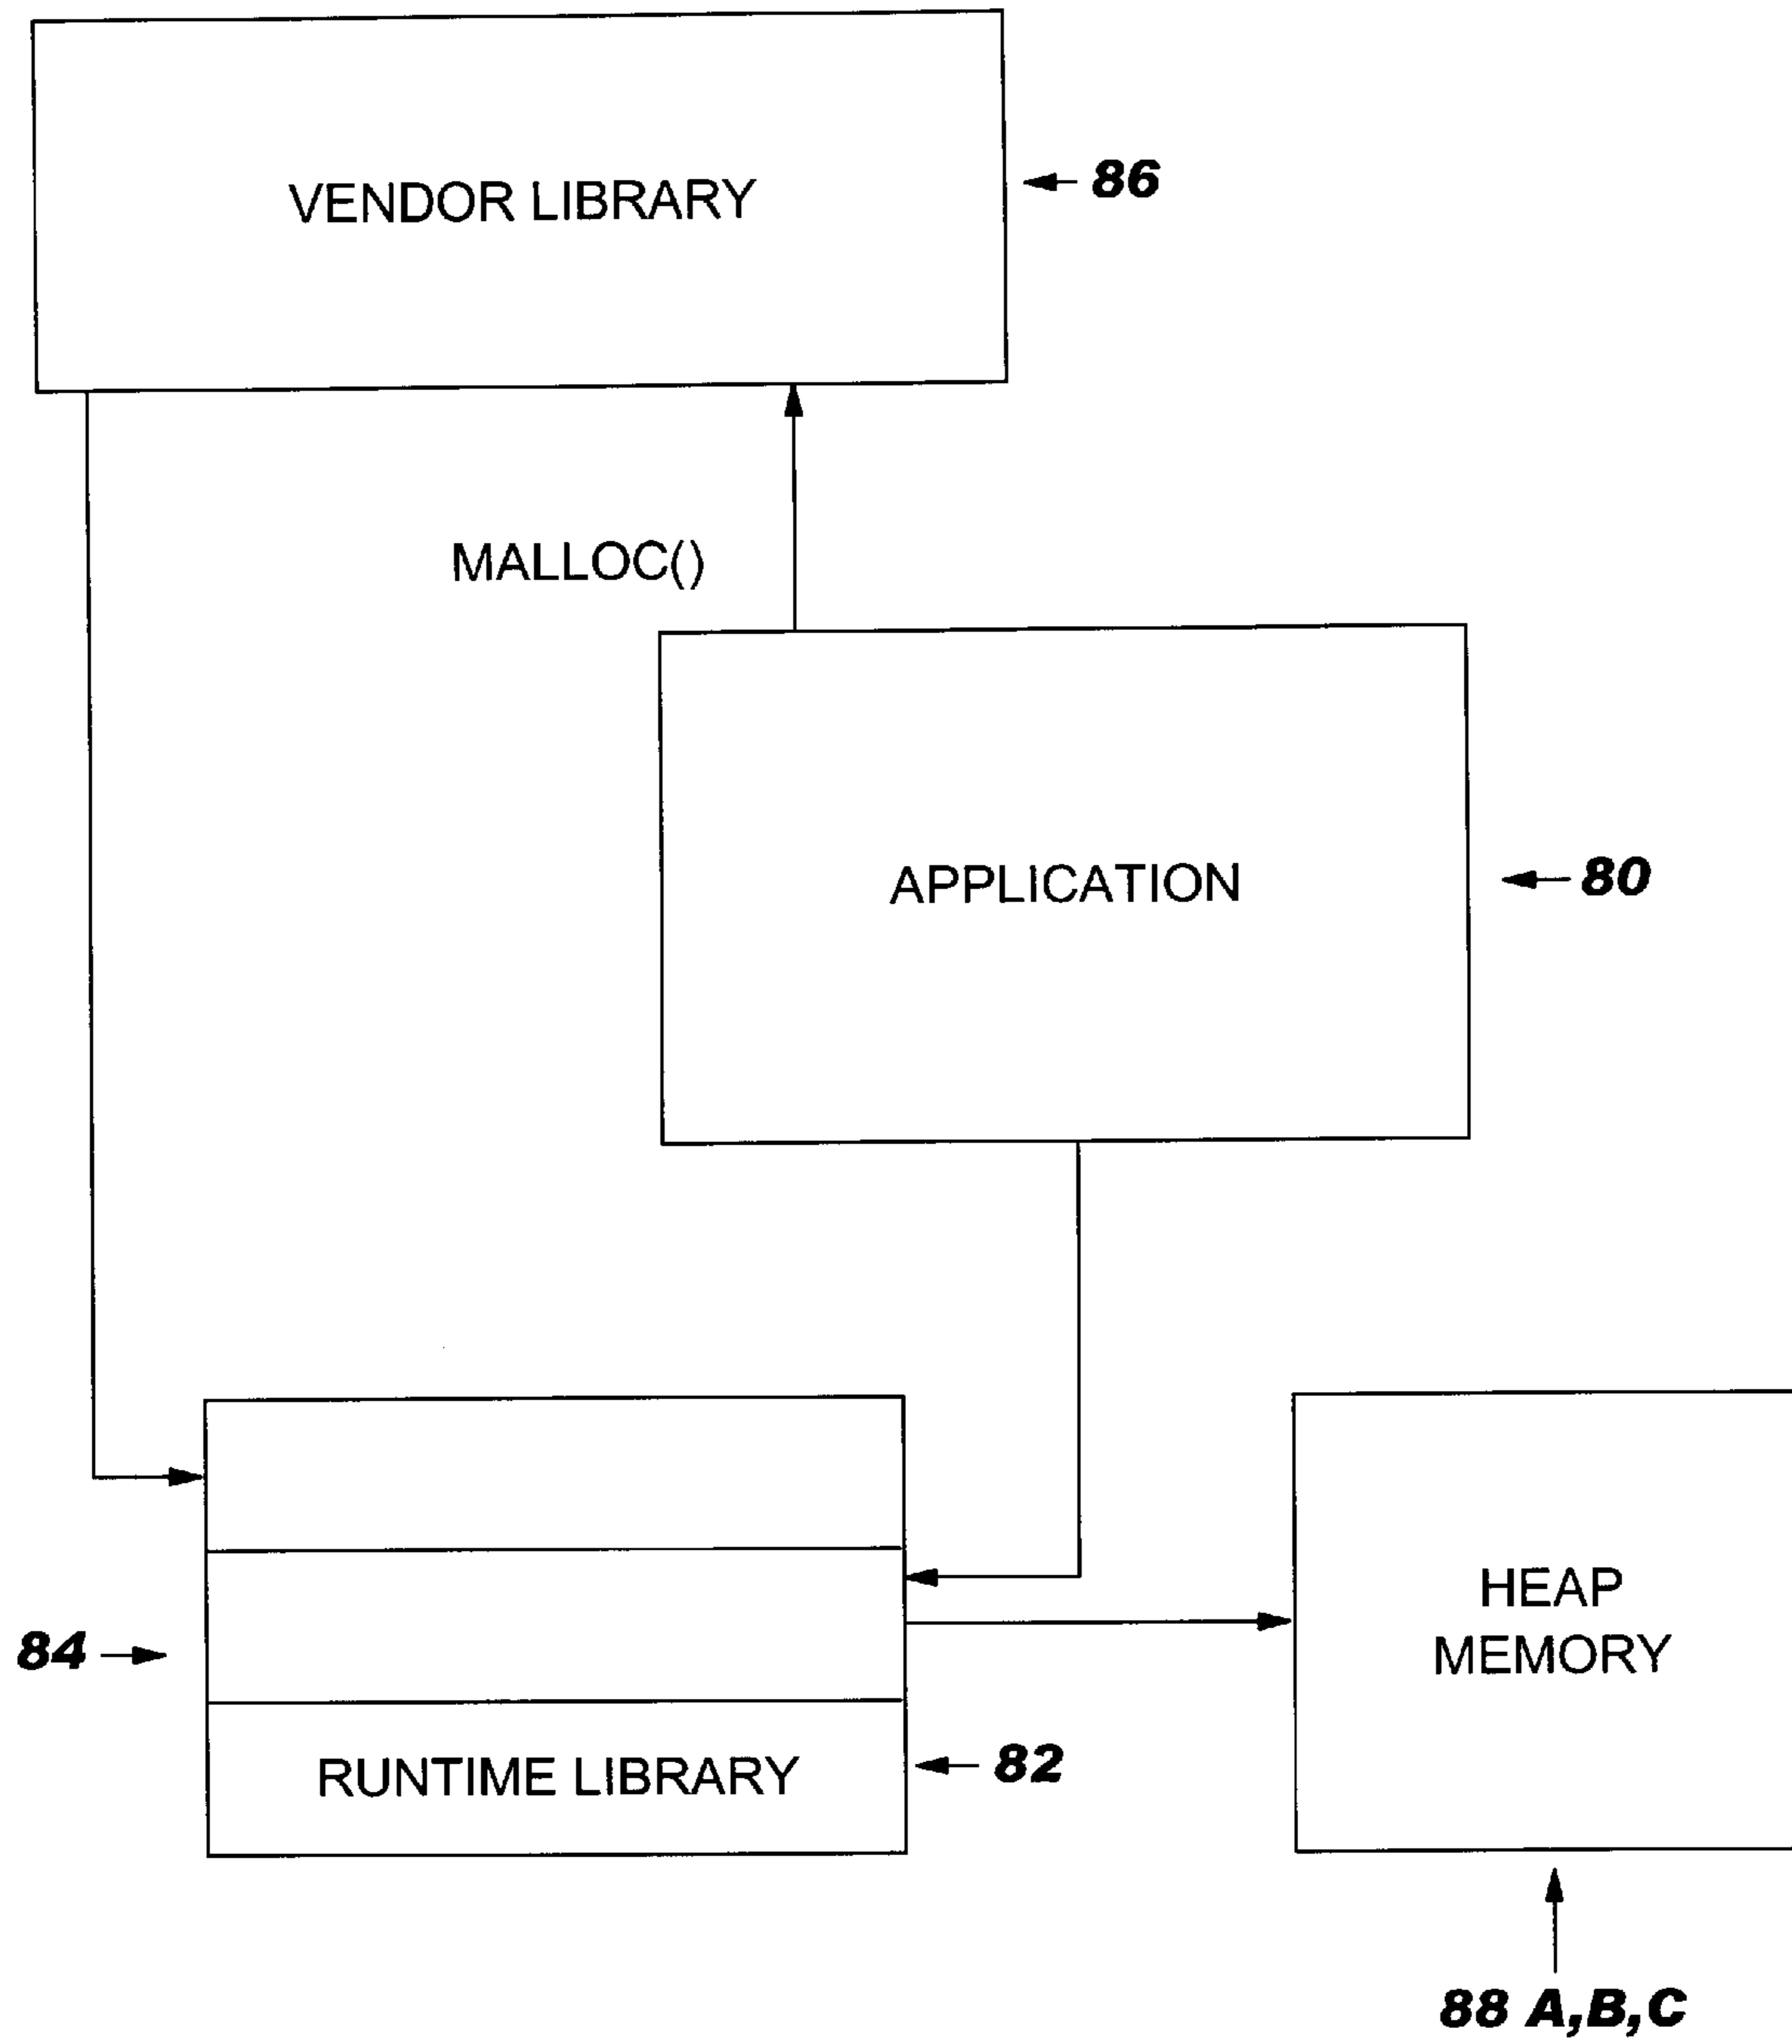 VENDOR LIBRARY
86
MALLOC()
APPLICATION
80
HEAP
MEMORY
84
RUNTIME LIBRARY
82
88 A,B,C